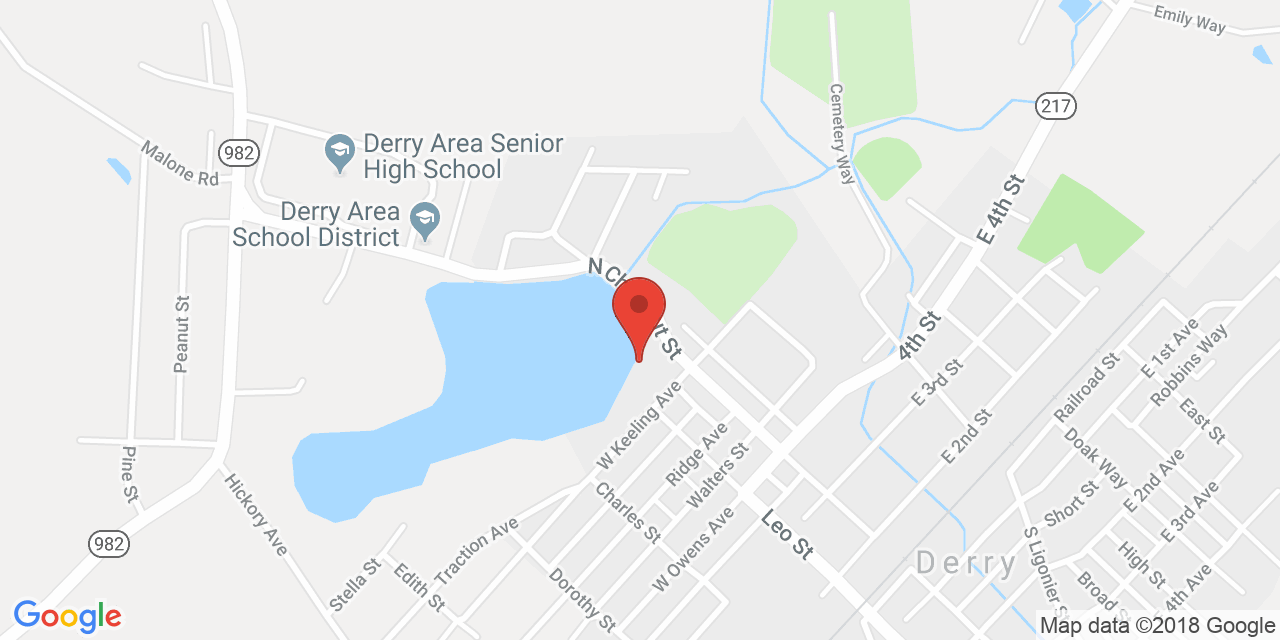 Emily Way
217
Cemetery Way
982
Derry Area Senior
High School
Malone Rd
Derry Area
School District
E 4th St
N Ch
rt St
Peanut St
4th St
E 1st Ave
Robbins Way
Railroad St
E 3rd St
E 2nd St
East St
W Keeling Ave
Ridge Ave
Walters St
Doak Way
E 2nd Ave
Short St
E 3rd Ave
Pine St
Hickory Ave
Charles St
Leo St
W Owens Ave
982
Traction Ave
S Ligonier St
High St
Derry
Stella St
Edith St
Dorothy St
Broad S
E 4th Ave
Google
Map data ©2018 Google